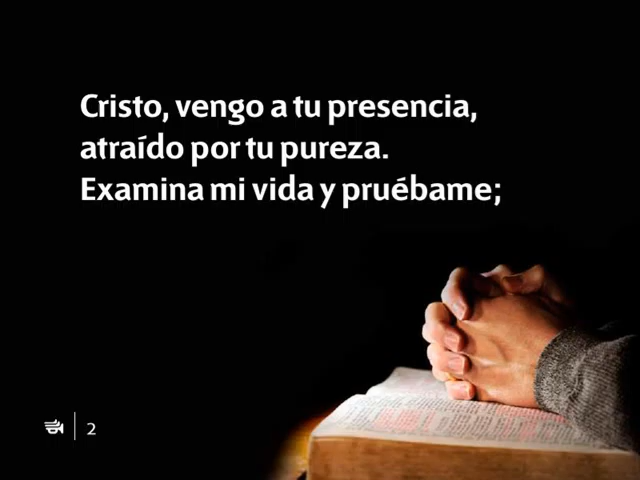 Cristo, vengo a tu presencia,
atraído por tu pureza.
Examina mi vida y pruébame;
2